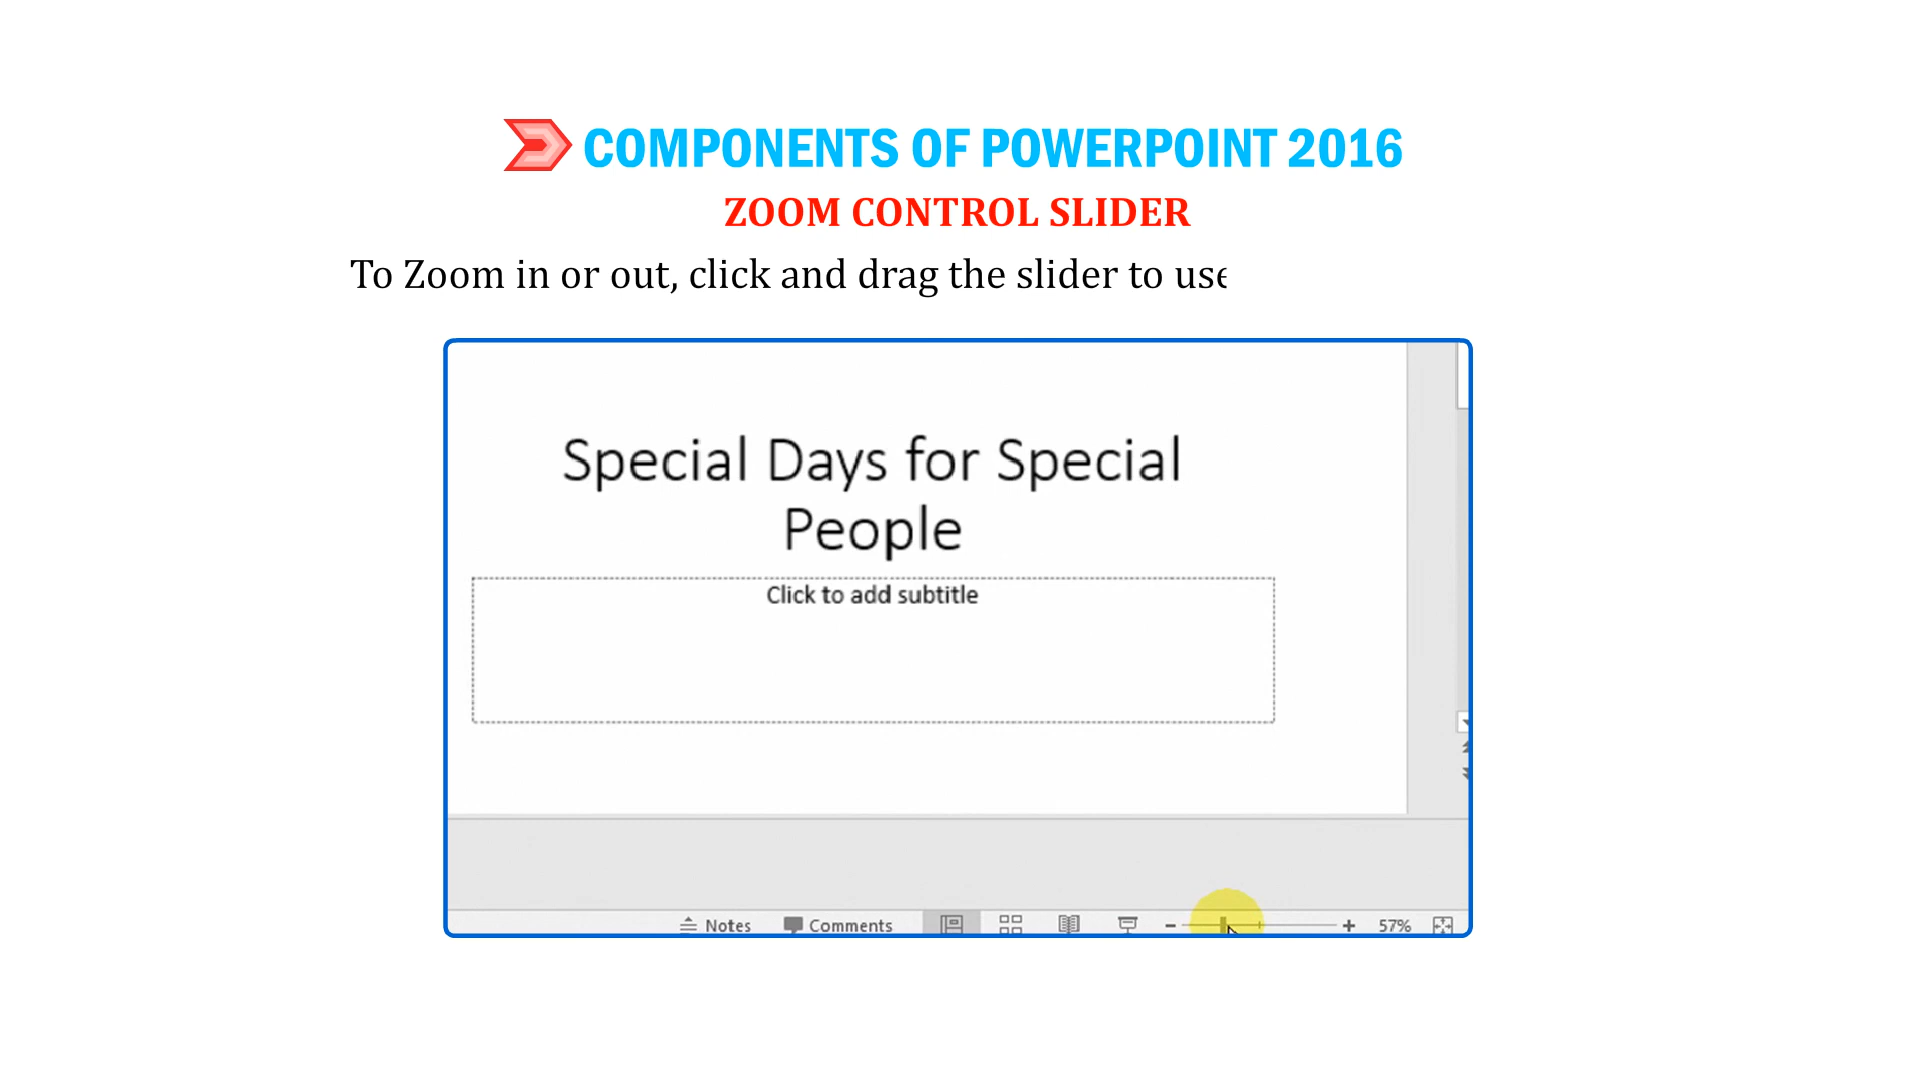 COMPONENTS OF POWERPOINT 2016
ZOOM CONTROL SLIDER
To Zoom in or out, click and drag the slider to use
Special Days for Special
People
Click to add subtitle
Notes Comments 57%